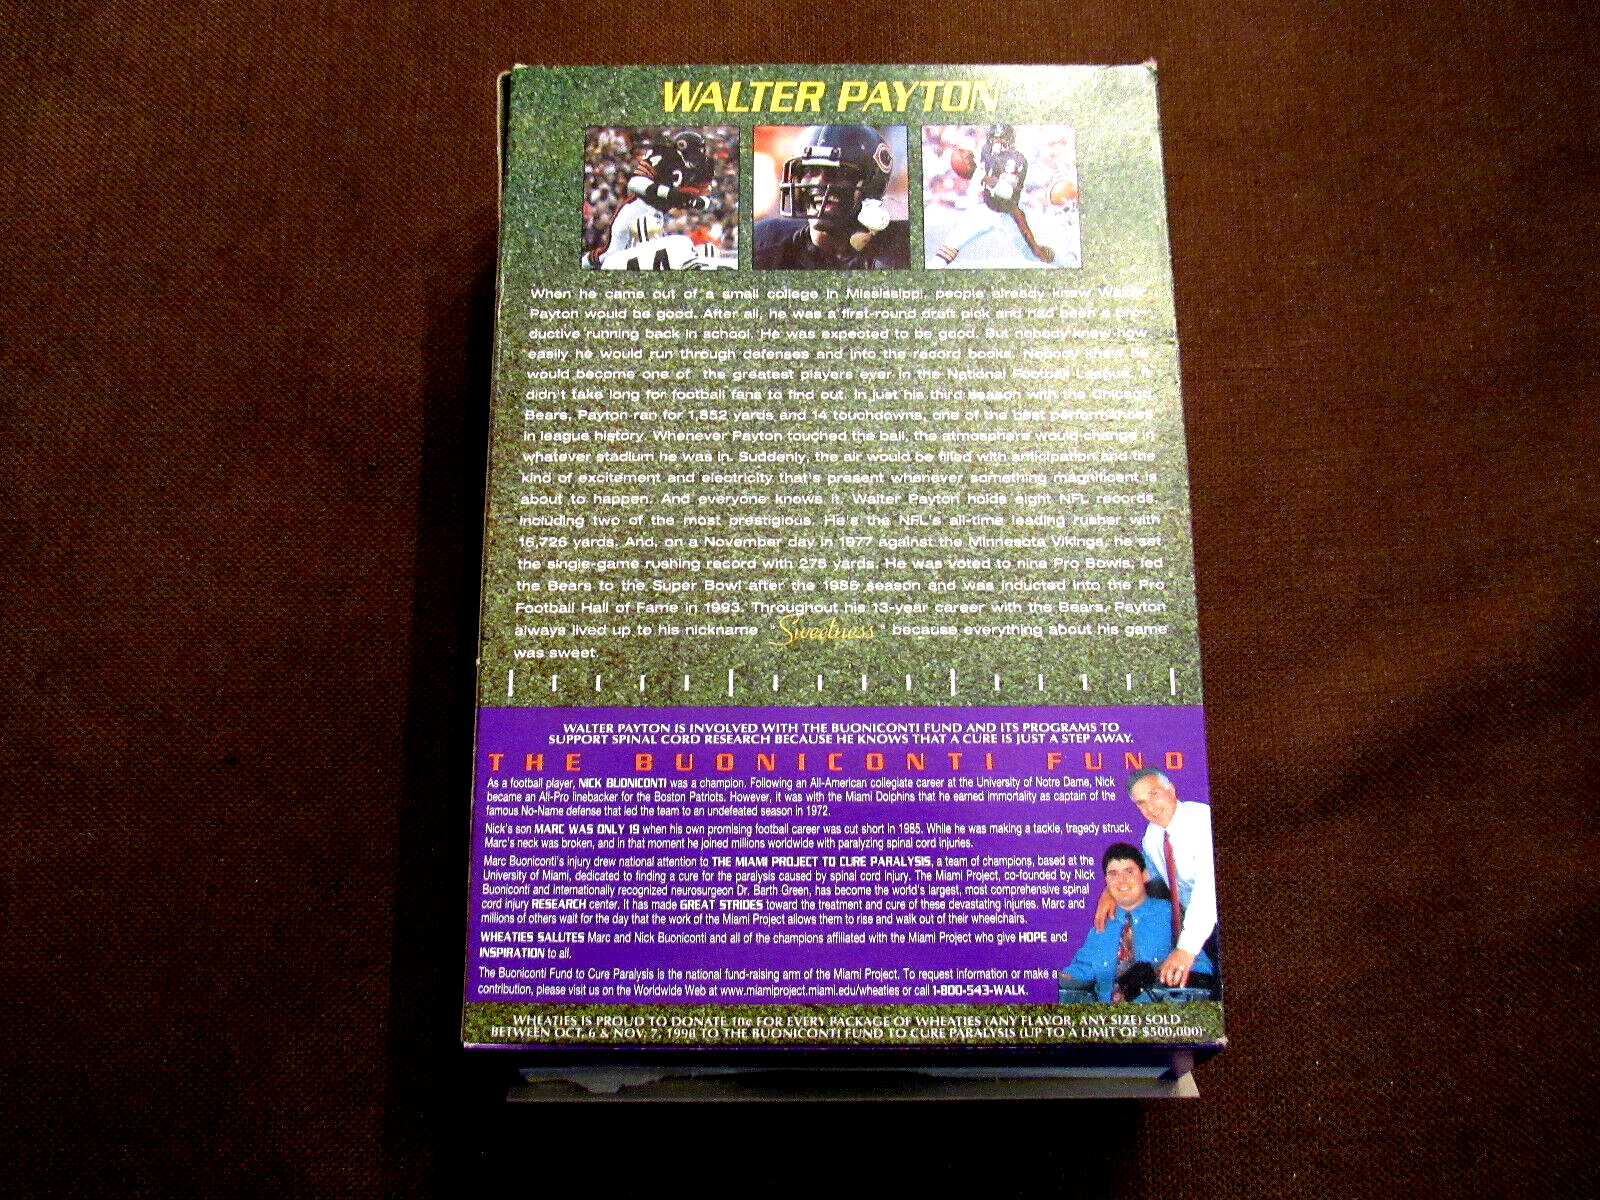 WALTER PAYTON
When he came out of a small college in Mississippi, people already knew Walter
Payton would be good. After all, he was a first-round draft pick and had been a pro-
ductive running back in school. He was expected to be good. But nobody knew how
easily he would run through defenses and into the record books. Nobody knew he
would become one of the greatest players ever in the National Football League. It
didn't take long for football fans to find out. In just his third season with the Chicago
Bears, Payton ran for 1,852 yards and 14 touchdowns, one of the best performances
in league history. Whenever Payton touched the ball, the atmosphere would change in
whatever stadium he was in. Suddenly, the air would be filled with anticipation and the
kind of excitement and electricity that's present whenever something magnificent is
about to happen. And everyone knows it. Walter Payton holds eight NFL records,
including two of the most prestigious. He's the NFL's all-time leading rusher with
16,726 yards. And, on a November day in 1977 against the Minnesota Vikings, he set
the single-game rushing record with 275 yards. He was voted to nine Pro Bowls, led
the Bears to the Super Bowl after the 1985 season and was inducted into the Pro
Football Hall of Fame in 1993. Throughout his 13-year career with the Bears, Payton
always lived up to his nickname "Sweetness" because everything about his game
was sweet.
WALTER PAYTON IS INVOLVED WITH THE BUONICONTI FUND AND ITS PROGRAMS TO
SUPPORT SPINAL CORD RESEARCH BECAUSE HE KNOWS THAT A CURE IS JUST A STEP AWAY.
THE BUONICONTI FUND
As a football player, NICK BUONICONTI was a champion. Following an All-American collegiate career at the University of Notre Dame, Nick
became an All-Pro linebacker for the Boston Patriots. However, it was with the Miami Dolphins that he earned immortality as captain of the
famous No-Name defense that led the team to an undefeated season in 1972.
Nick's son MARC WAS ONLY 19 when his own promising football career was cut short in 1985. While he was making a tackle, tragedy struck.
Marc's neck was broken, and in that moment he joined millions worldwide with paralyzing spinal cord injuries.
Marc Buoniconti's injury drew national attention to THE MIAMI PROJECT TO CURE PARALYSIS, a team of champions, based at the
University of Miami, dedicated to finding a cure for the paralysis caused by spinal cord injury. The Miami Project, co-founded by Nick
Buoniconti and internationally recognized neurosurgeon Dr. Barth Green, has become the world's largest, most comprehensive spinal
cord injury RESEARCH center. It has made GREAT STRIDES toward the treatment and cure of these devastating injuries. Marc and
millions of others wait for the day that the work of the Miami Project allows them to rise and walk out of their wheelchairs.
WHEATIES SALUTES Marc and Nick Buoniconti and all of the champions affiliated with the Miami Project who give HOPE and
INSPIRATION to all.
The Buoniconti Fund to Cure Paralysis is the national fund-raising arm of the Miami Project. To request information or make a
contribution, please visit us on the Worldwide Web at www.miamiproject.miami.edu/wheaties or call 1-800-543-WALK.
WHEATIES IS PROUD TO DONATE 10¢ FOR EVERY PACKAGE OF WHEATIES (ANY FLAVOR, ANY SIZE) SOLD
BETWEEN OCT. 6 & NOV. 7, 1998 TO THE BUONICONTI FUND TO CURE PARALYSIS (UP TO A LIMIT OF $500,000)